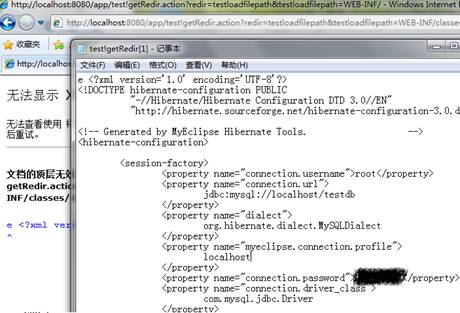 http://localhost:8080/app/test!getRedir.action?redir=testloadfilepath&testloadfilepath=WEB-INF/ - Windows Internet
http://localhost:8080/app/test!getRedir.action?redir=testloadfilepath&testloadfilepath=WEB-INF/classes
收藏夹
http://localho
test!getRedir[1] - 记事本
文件(F) 编辑(E) 格式(O) 查看(V) 帮助(H)
无法显示 X
无法查看使用
后重试。
文档的顶层无效
getRedir.action
INF/classes/
e <?xml vers
^
e <?xml version='1.0' encoding='UTF-8'?>
<!DOCTYPE hibernate-configuration PUBLIC
"-//Hibernate/Hibernate Configuration DTD 3.0//EN"
"http://hibernate.sourceforge.net/hibernate-configuration-3.0.d
<!-- Generated by MyEclipse Hibernate Tools. -->
<hibernate-configuration>
<session-factory>
<property name="connection.username">root</property>
<property name="connection.url">
jdbc:mysql://localhost/testdb
</property>
<property name="dialect">
org.hibernate.dialect.MySQLDialect
</property>
<property name="myeclipse.connection.profile">
localhost
</property>
<property name="connection.password"> </property>
<property name="connection.driver_class">
com.mysql.jdbc.Driver
</property>